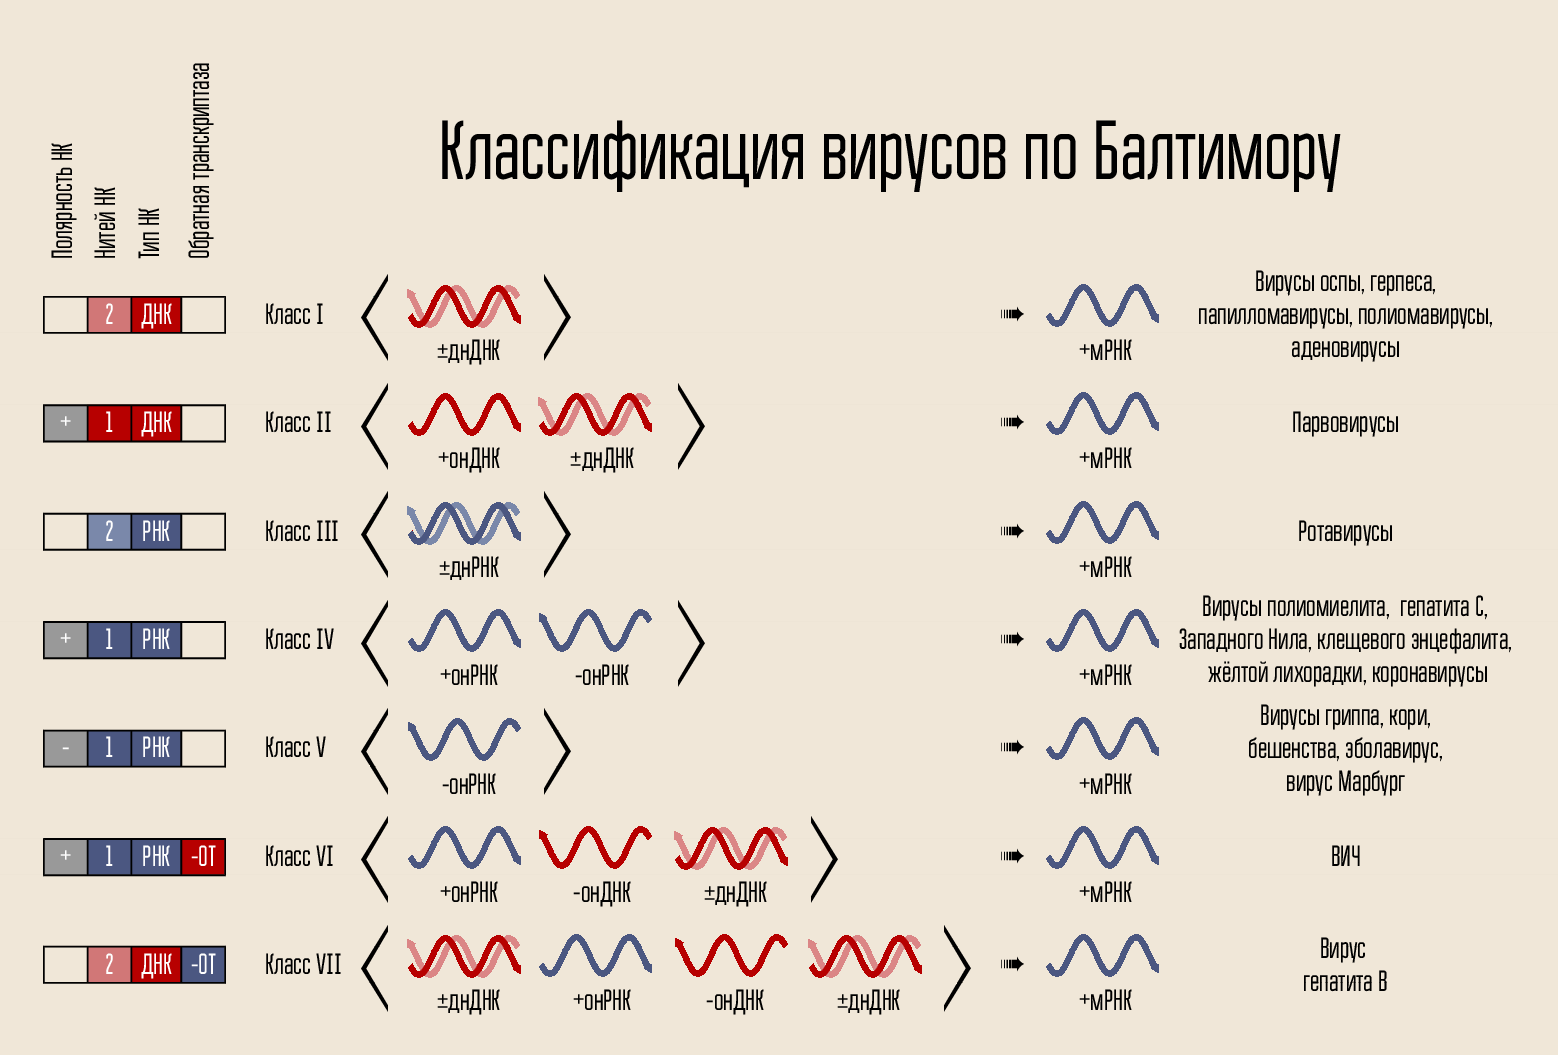 Классификация вирусов по Балтимору
Полярность НК
Нитей НК
Тип НК
Обратная транскриптаза
2 ДНК
Класс I
±днДНК
+мРНК
Вирусы оспы, герпеса,
папилломавирусы, полиомавирусы,
аденовирусы
+ 1 ДНК
Класс II
+онДНК
±днДНК
+мРНК
Парвовирусы
2 РНК
Класс III
±днРНК
+мРНК
Ротавирусы
+ 1 РНК
Класс IV
+онРНК
-онРНК
+мРНК
Вирусы полиомиелита, гепатита С,
Западного Нила, клещевого энцефалита,
жёлтой лихорадки, коронавирусы
- 1 РНК
Класс V
-онРНК
+мРНК
Вирусы гриппа, кори,
бешенства, эболавирус,
вирус Марбург
+ 1 РНК -ОТ
Класс VI
+онРНК
-онДНК
±днДНК
+мРНК
ВИЧ
2 ДНК -ОТ
Класс VII
±днДНК
+онРНК
-онДНК
±днДНК
+мРНК
Вирус
гепатита В